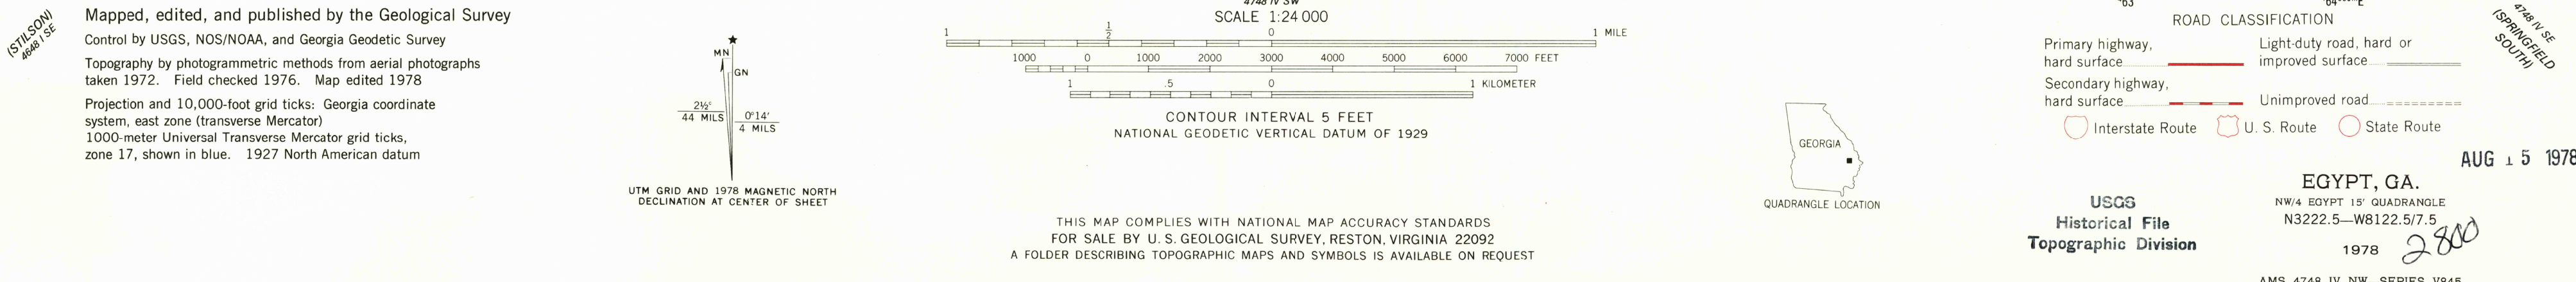 (STILSON)
4648 I SE
Mapped, edited, and published by the Geological Survey
Control by USGS, NOS/NOAA, and Georgia Geodetic Survey
Topography by photogrammetric methods from aerial photographs
taken 1972. Field checked 1976. Map edited 1978
Projection and 10,000-foot grid ticks: Georgia coordinate
system, east zone (transverse Mercator)
1000-meter Universal Transverse Mercator grid ticks,
zone 17, shown in blue. 1927 North American datum
MN
GN
2½°
44 MILS
0°14′
4 MILS
UTM GRID AND 1978 MAGNETIC NORTH
DECLINATION AT CENTER OF SHEET
4748 IV SW
SCALE 1:24 000
1 ½ 0 1 MILE
1000 0 1000 2000 3000 4000 5000 6000 7000 FEET
1 .5 0 1 KILOMETER
CONTOUR INTERVAL 5 FEET
NATIONAL GEODETIC VERTICAL DATUM OF 1929
THIS MAP COMPLIES WITH NATIONAL MAP ACCURACY STANDARDS
FOR SALE BY U. S. GEOLOGICAL SURVEY, RESTON, VIRGINIA 22092
A FOLDER DESCRIBING TOPOGRAPHIC MAPS AND SYMBOLS IS AVAILABLE ON REQUEST
GEORGIA
QUADRANGLE LOCATION
ROAD CLASSIFICATION
Primary highway,
hard surface
Light-duty road, hard or
improved surface
Secondary highway,
hard surface
Unimproved road
Interstate Route
U. S. Route
State Route
4748 IV SE
(SPRINGFIELD
SOUTH)
AUG 15 1978
USGS
Historical File
Topographic Division
EGYPT, GA.
NW/4 EGYPT 15′ QUADRANGLE
N3222.5—W8122.5/7.5
1978
2800
AMS 4748 IV NW–SERIES V845